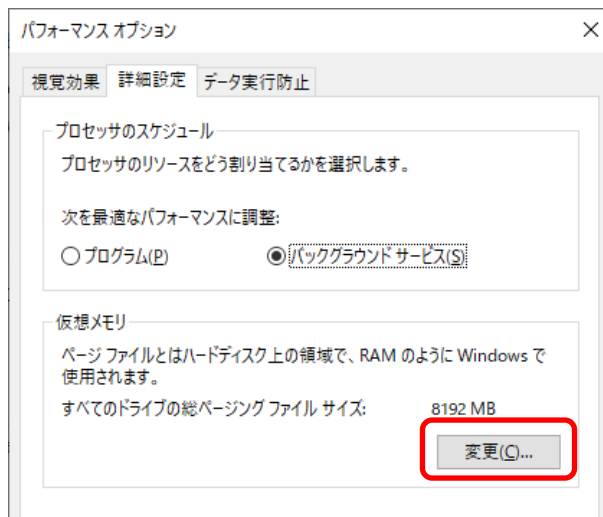 パフォーマンス オプション
視覚効果 詳細設定 データ実行防止
プロセッサのスケジュール
プロセッサのリソースをどう割り当てるかを選択します。
次を最適なパフォーマンスに調整:
プログラム(P) バックグラウンド サービス(S)
仮想メモリ
ページ ファイルとはハードディスク上の領域で、RAM のように Windows で
使用されます。
すべてのドライブの総ページング ファイル サイズ: 8192 MB
変更(C)...